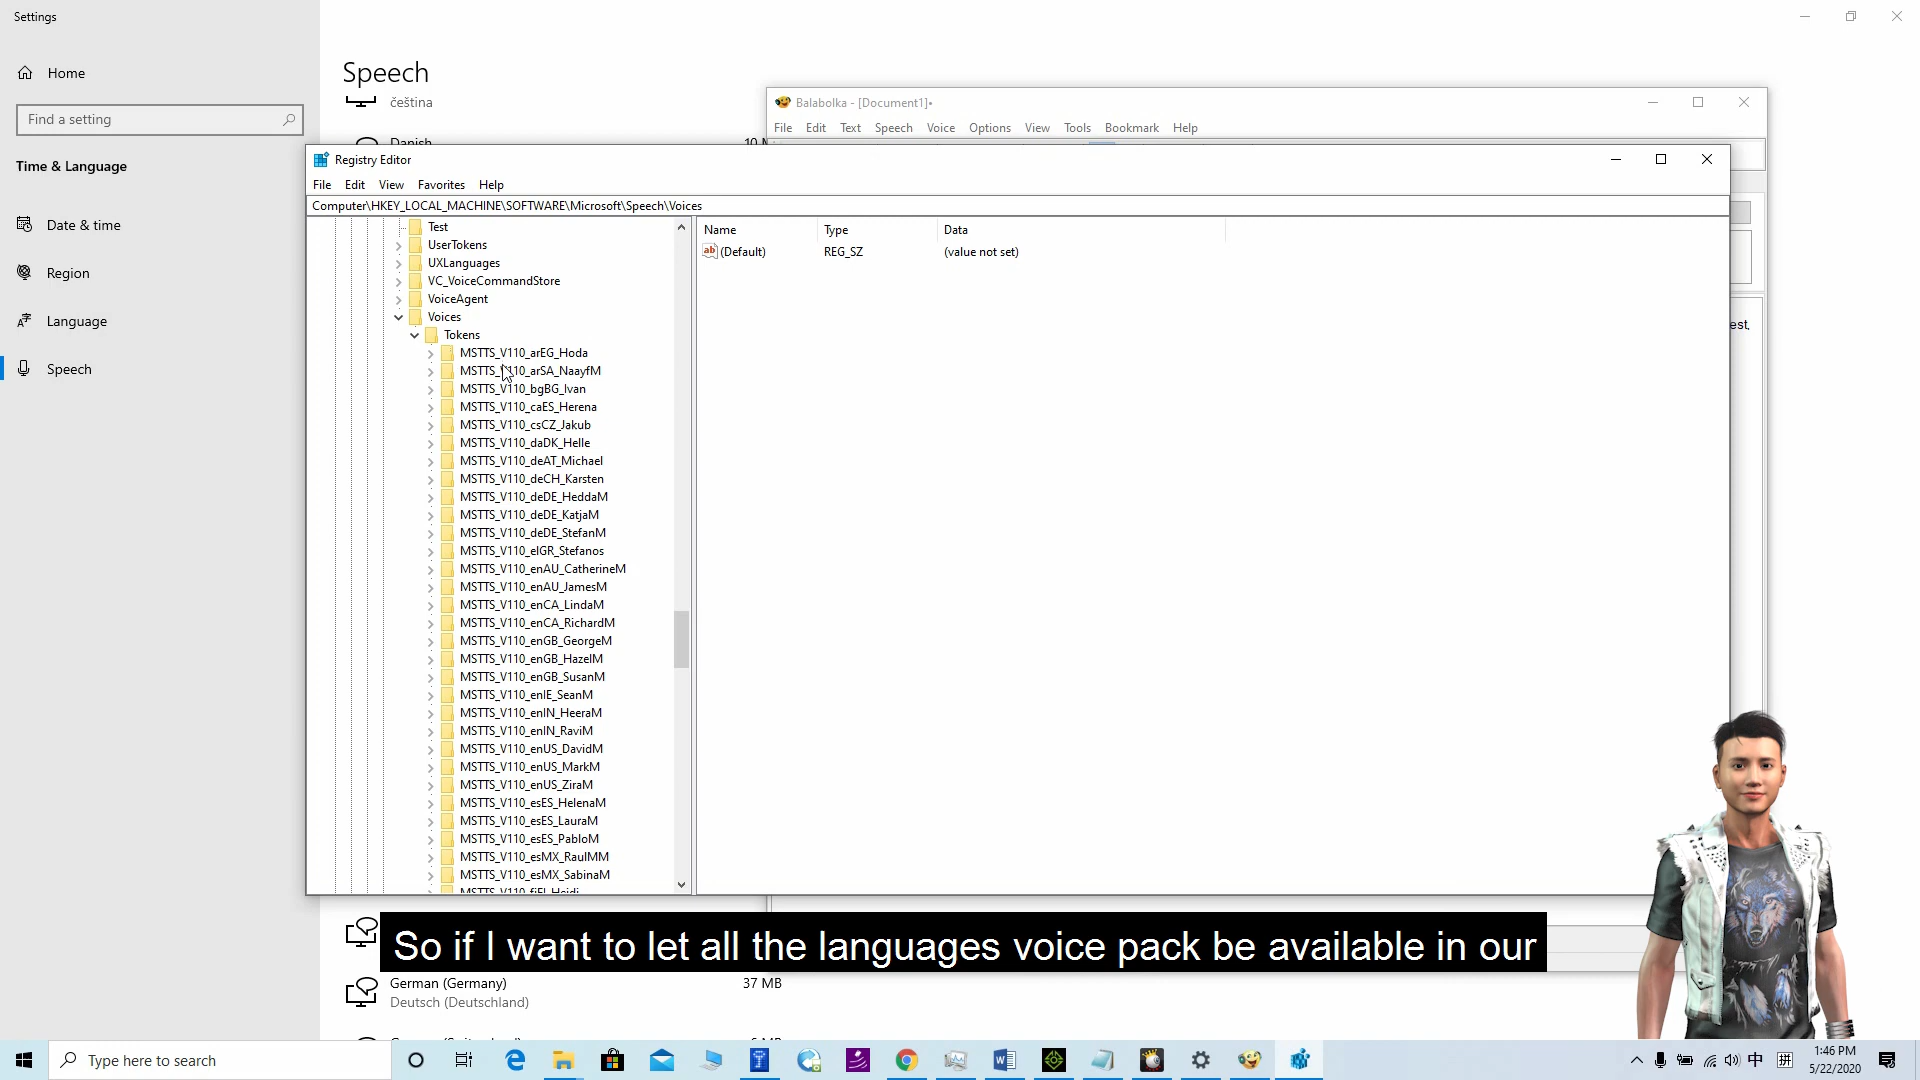 Settings
Home
Find a setting
Time & Language
Date & time
Region
Language
Speech
Speech
čeština
Danish
10 M
Balabolka - [Document1]•
File Edit Text Speech Voice Options View Tools Bookmark Help
est,
Registry Editor
File Edit View Favorites Help
Computer\HKEY_LOCAL_MACHINE\SOFTWARE\Microsoft\Speech\Voices
Test
UserTokens
UXLanguages
VC_VoiceCommandStore
VoiceAgent
Voices
Tokens
MSTTS_V110_arEG_Hoda
MSTTS_V110_arSA_NaayfM
MSTTS_V110_bgBG_Ivan
MSTTS_V110_caES_Herena
MSTTS_V110_csCZ_Jakub
MSTTS_V110_daDK_Helle
MSTTS_V110_deAT_Michael
MSTTS_V110_deCH_Karsten
MSTTS_V110_deDE_HeddaM
MSTTS_V110_deDE_KatjaM
MSTTS_V110_deDE_StefanM
MSTTS_V110_elGR_Stefanos
MSTTS_V110_enAU_CatherineM
MSTTS_V110_enAU_JamesM
MSTTS_V110_enCA_LindaM
MSTTS_V110_enCA_RichardM
MSTTS_V110_enGB_GeorgeM
MSTTS_V110_enGB_HazelM
MSTTS_V110_enGB_SusanM
MSTTS_V110_enIE_SeanM
MSTTS_V110_enIN_HeeraM
MSTTS_V110_enIN_RaviM
MSTTS_V110_enUS_DavidM
MSTTS_V110_enUS_MarkM
MSTTS_V110_enUS_ZiraM
MSTTS_V110_esES_HelenaM
MSTTS_V110_esES_LauraM
MSTTS_V110_esES_PabloM
MSTTS_V110_esMX_RaulMM
MSTTS_V110_esMX_SabinaM
MSTTS_V110_fiFI_Heidi
Name Type Data
(Default) REG_SZ (value not set)
So if I want to let all the languages voice pack be available in our
German (Germany) 37 MB
Deutsch (Deutschland)
Type here to search
中 拼
1:46 PM
5/22/2020